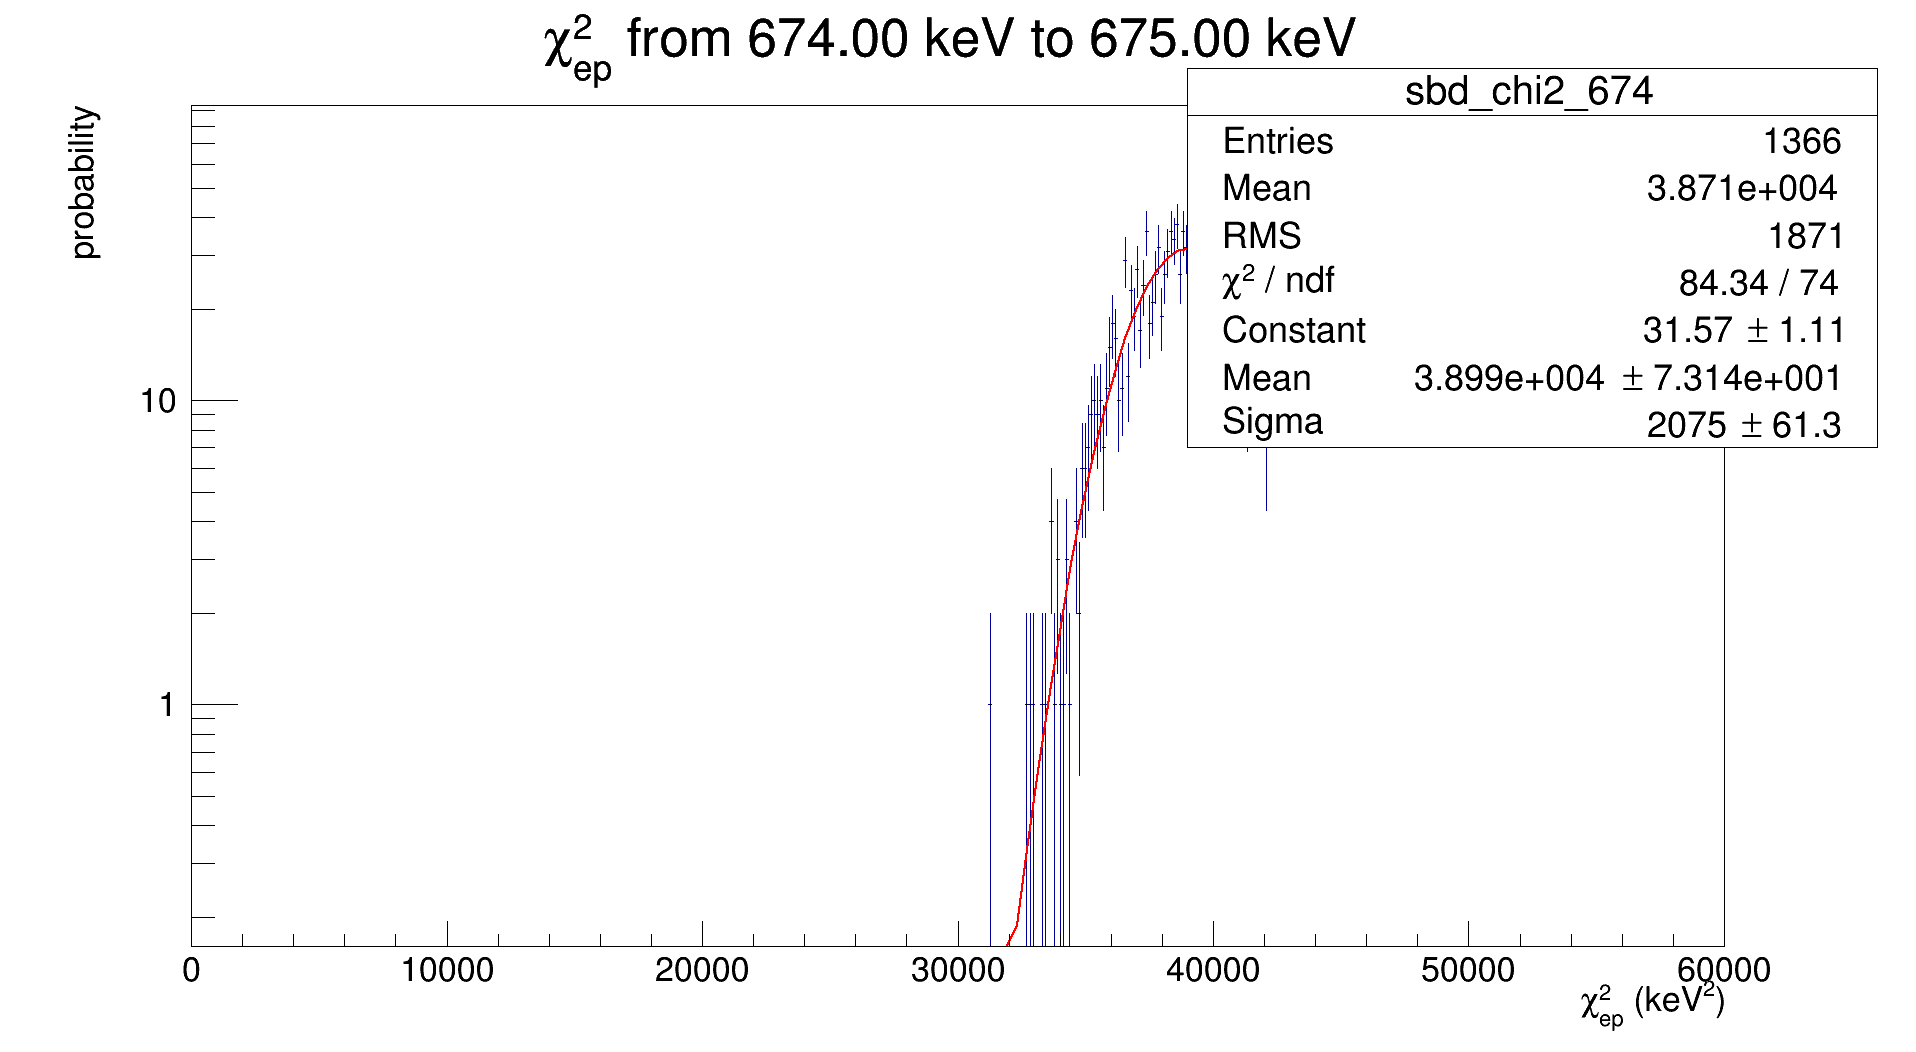 χ²ep from 674.00 keV to 675.00 keV
probability
sbd_chi2_674
Entries 1366
Mean 3.871e+004
RMS 1871
χ² / ndf 84.34 / 74
Constant 31.57 ± 1.11
Mean 3.899e+004 ± 7.314e+001
Sigma 2075 ± 61.3
10
1
0 10000 20000 30000 40000 50000 60000
χ²ep (keV²)